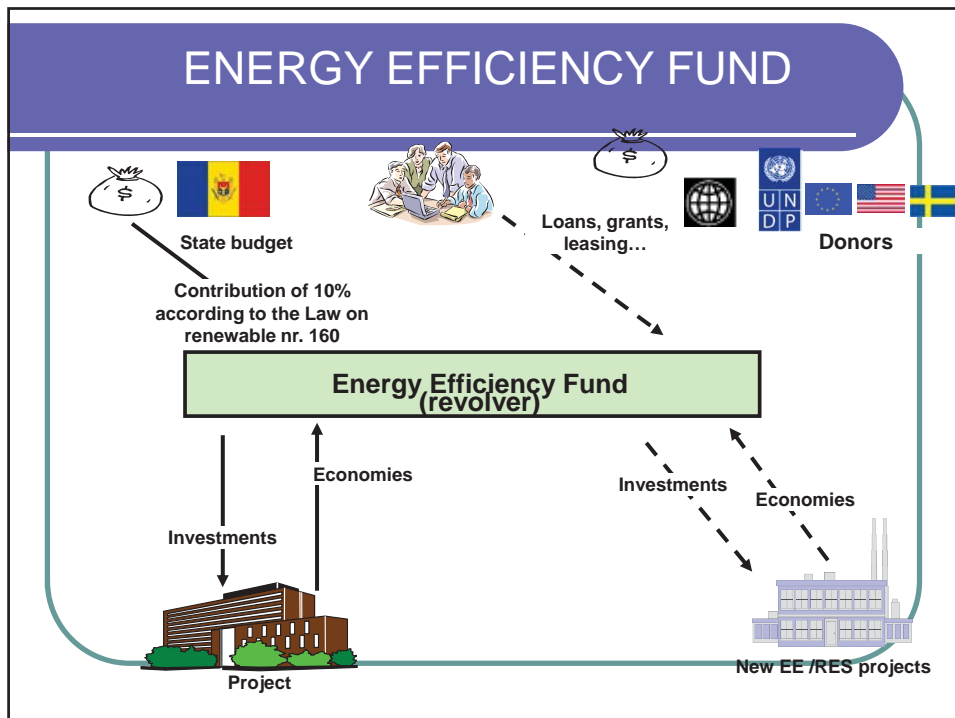 ENERGY EFFICIENCY FUND
$
$
U N
D P
State budget
Loans, grants,
leasing…
Donors
Contribution of 10%
according to the Law on
renewable nr. 160
Energy Efficiency Fund
(revolver)
Economies
Investments
Investments
Economies
Project
New EE /RES projects